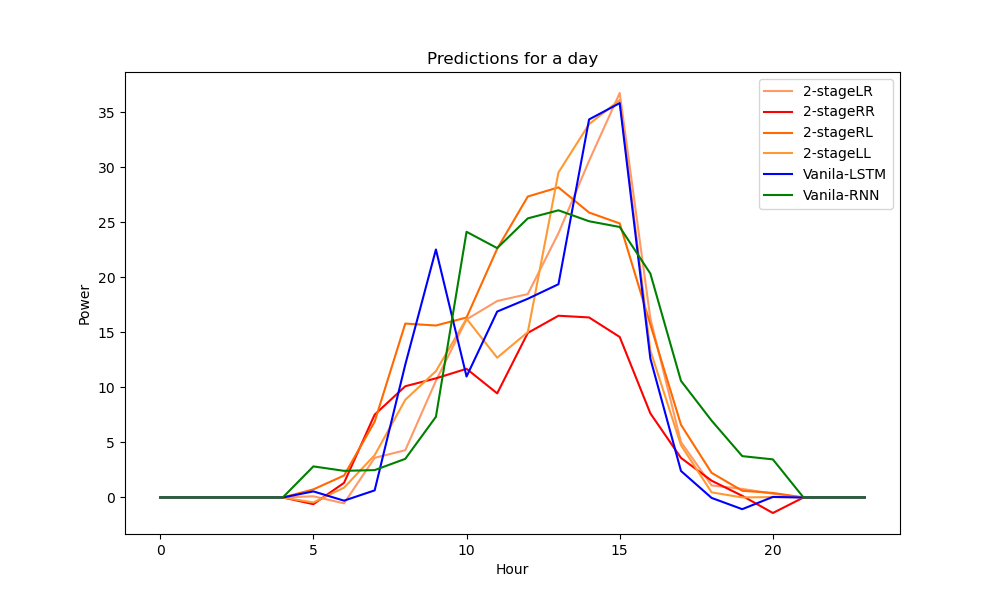 Predictions for a day
2-stageLR
2-stageRR
2-stageRL
2-stageLL
Vanila-LSTM
Vanila-RNN
Power
35
30
25
20
15
10
5
0
0 5 10 15 20
Hour